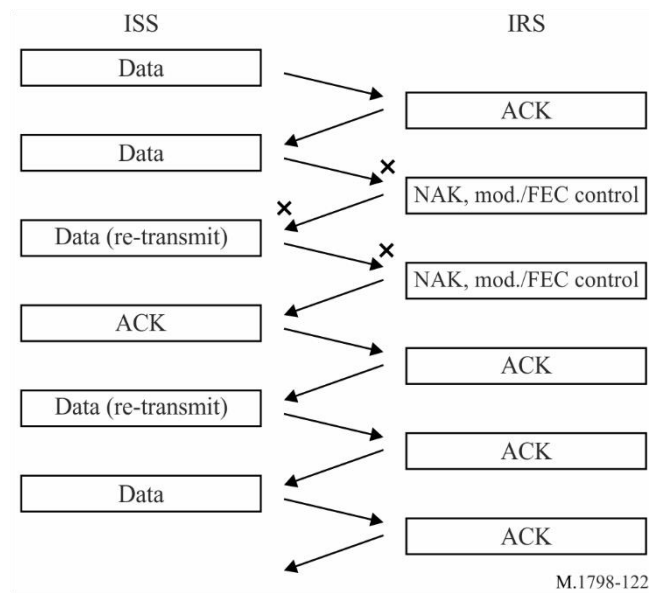 ISS
IRS
Data
ACK
Data
NAK, mod./FEC control
Data (re-transmit)
NAK, mod./FEC control
ACK
ACK
Data (re-transmit)
ACK
Data
ACK
M.1798-122